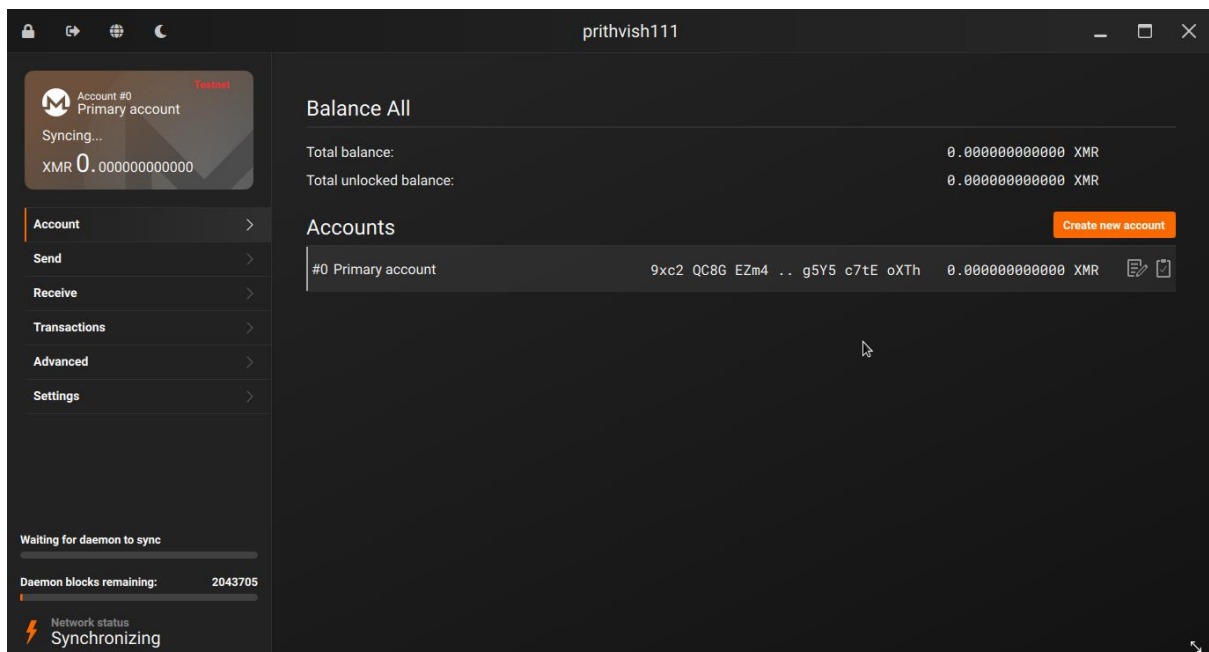 prithvish111
Testnet
Account #0
Primary account
Syncing...
XMR 0.000000000000
Account
Send
Receive
Transactions
Advanced
Settings
Waiting for daemon to sync
Daemon blocks remaining: 2043705
Network status
Synchronizing
Balance All
Total balance: 0.000000000000 XMR
Total unlocked balance: 0.000000000000 XMR
Accounts
Create new account
#0 Primary account 9xc2 QC8G EZm4 .. g5Y5 c7tE oXTh 0.000000000000 XMR